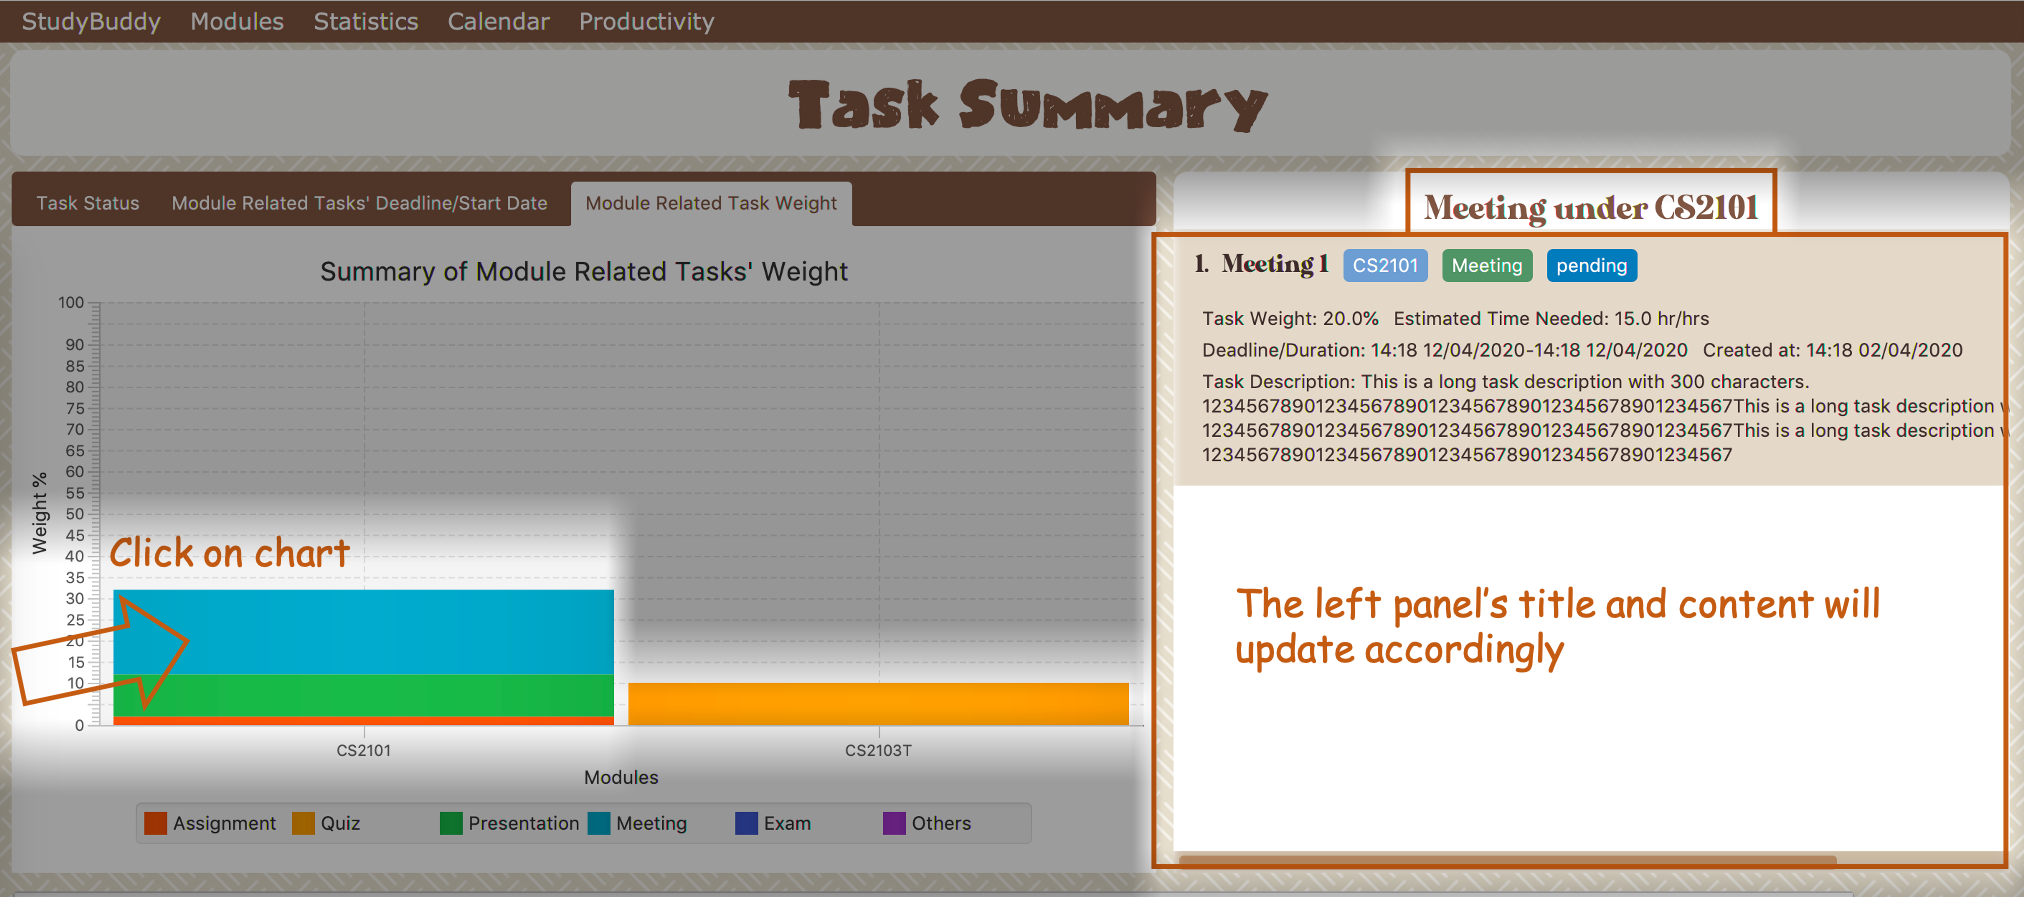 StudyBuddy Modules Statistics Calendar Productivity
Task Summary
Task Status Module Related Tasks' Deadline/Start Date Module Related Task Weight
Summary of Module Related Tasks' Weight
100
90
85
80
75
70
65
60
55
50
45
40
35
30
25
20
15
10
0
Weight %
Click on chart
CS2101 CS2103T
Modules
Assignment Quiz Presentation Meeting Exam Others
Meeting under CS2101
1. Meeting 1 CS2101 Meeting pending
Task Weight: 20.0% Estimated Time Needed: 15.0 hr/hrs
Deadline/Duration: 14:18 12/04/2020-14:18 12/04/2020 Created at: 14:18 02/04/2020
Task Description: This is a long task description with 300 characters.
12345678901234567890123456789012345678901234567This is a long task description
12345678901234567890123456789012345678901234567This is a long task description
12345678901234567890123456789012345678901234567
The left panel's title and content will
update accordingly